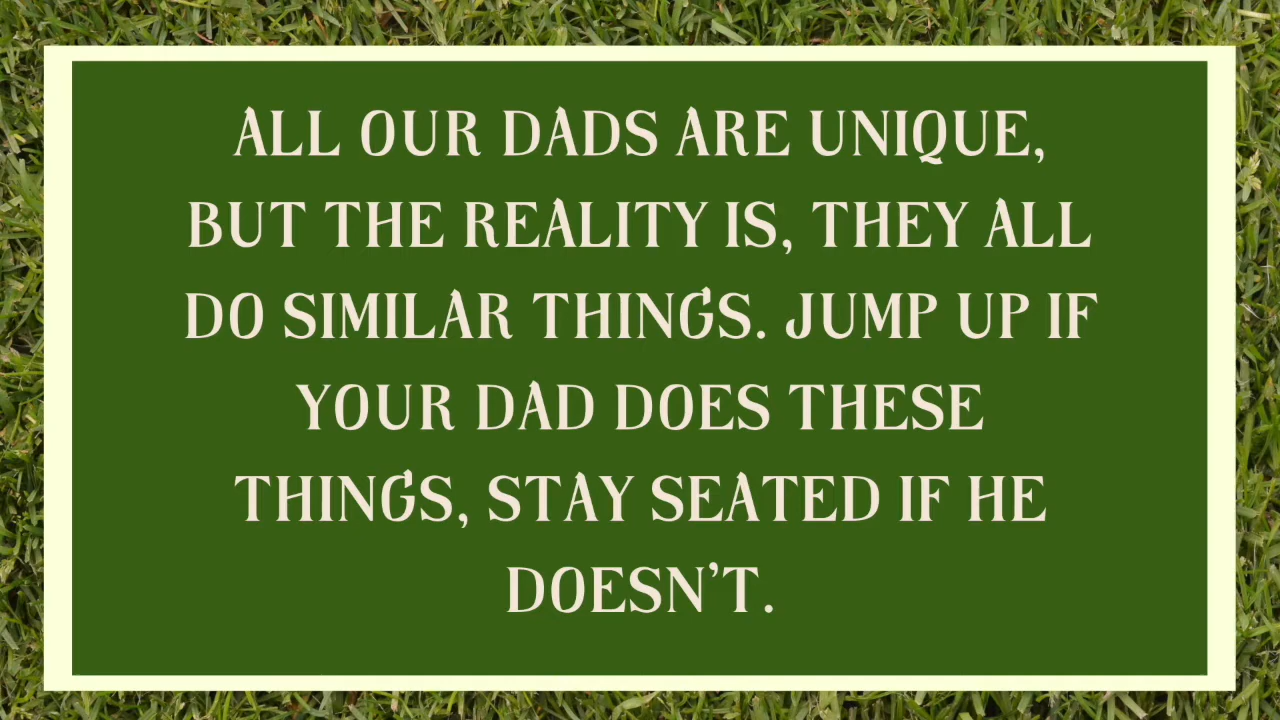 ALL OUR DADS ARE UNIQUE,
BUT THE REALITY IS, THEY ALL
DO SIMILAR THINGS. JUMP UP IF
YOUR DAD DOES THESE
THINGS, STAY SEATED IF HE
DOESN'T.